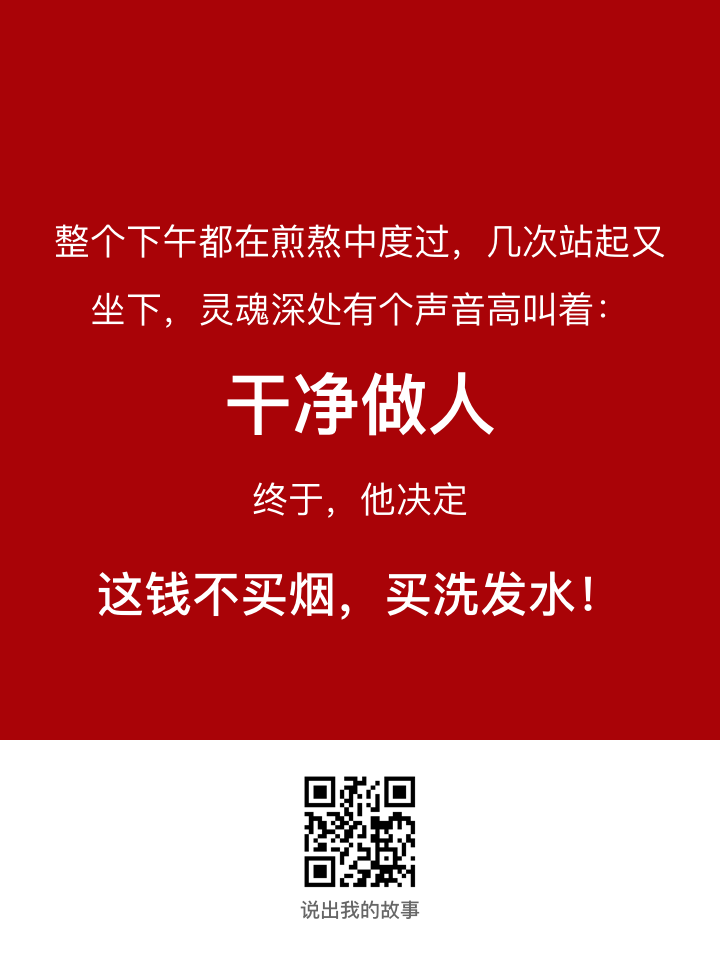 整个下午都在煎熬中度过，几次站起又
坐下，灵魂深处有个声音高叫着：
干净做人
终于，他决定
这钱不买烟，买洗发水！
说出我的故事